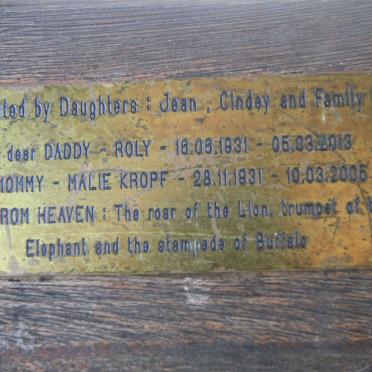 ted by Daughters : Jean , Cindey and Family
dear DADDY - ROLY - 16.06.1931 - 05.03.2013
MOMMY - MALIE KROPF - 28.11.1931 - 10.03.2005
ROM HEAVEN : The roar of the Lion, trumpet of
Elephant and the stampede of Buffalo